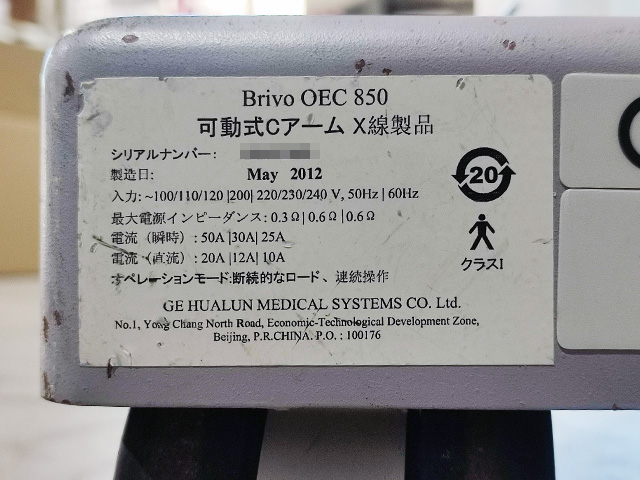 Brivo OEC 850
可動式Cアーム X線製品
シリアルナンバー:
製造日: May 2012
入力: ~100/110/120 |200| 220/230/240 V, 50Hz | 60Hz
最大電源インピーダンス: 0.3Ω | 0.6Ω | 0.6Ω
電流（瞬時）: 50A |30A| 25A
電流（直流）: 20A |12A| 10A
オペレーションモード:断続的なロード、連続操作
20
クラスI
GE HUALUN MEDICAL SYSTEMS CO. Ltd.
No.1, Yong Chang North Road, Economic-Technological Development Zone,
Beijing, P.R.CHINA. P.O. : 100176